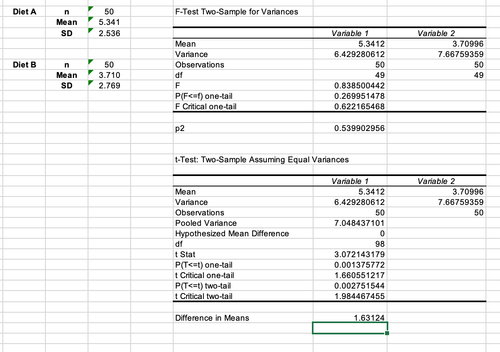 Diet A n 50 F-Test Two-Sample for Variances
Mean 5.341
SD 2.536 Variable 1 Variable 2
Mean 5.3412 3.70996
Variance 6.429280612 7.66759359
Diet B n 50 Observations 50 50
Mean 3.710 df 49 49
SD 2.769 F 0.838500442
P(F<=f) one-tail 0.269951478
F Critical one-tail 0.622165468
p2 0.539902956
t-Test: Two-Sample Assuming Equal Variances
Variable 1 Variable 2
Mean 5.3412 3.70996
Variance 6.429280612 7.66759359
Observations 50 50
Pooled Variance 7.048437101
Hypothesized Mean Difference 0
df 98
t Stat 3.072143179
P(T<=t) one-tail 0.001375772
t Critical one-tail 1.660551217
P(T<=t) two-tail 0.002751544
t Critical two-tail 1.984467455
Difference in Means 1.63124